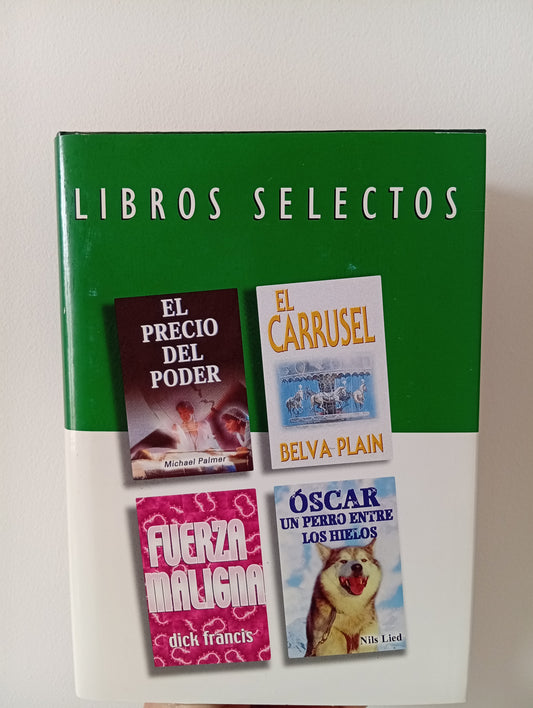 LIBROS SELECTOS
EL
PRECIO
DEL
PODER
Michael Palmer
EL
CARRUSEL
BELVA PLAIN
FUERZA
MALIGNA
dick francis
ÓSCAR
UN PERRO ENTRE
LOS HIELOS
Nils Lied